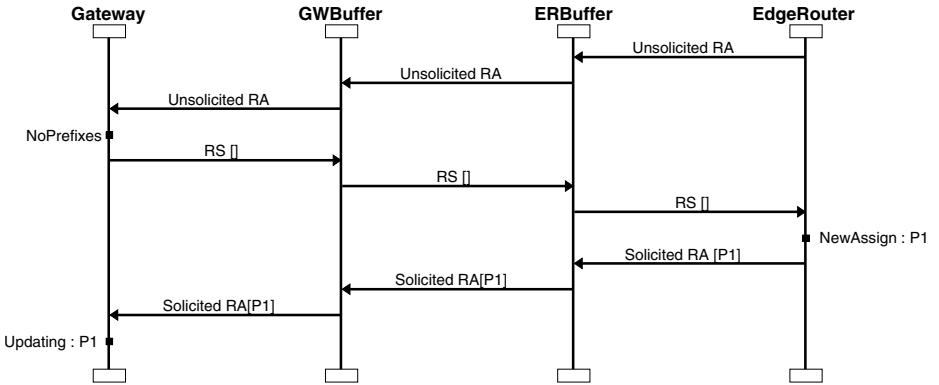 Gateway GWBuffer ERBuffer EdgeRouter
Unsolicited RA
Unsolicited RA
Unsolicited RA
NoPrefixes
RS []
RS []
RS []
NewAssign : P1
Solicited RA [P1]
Solicited RA[P1]
Solicited RA[P1]
Updating : P1